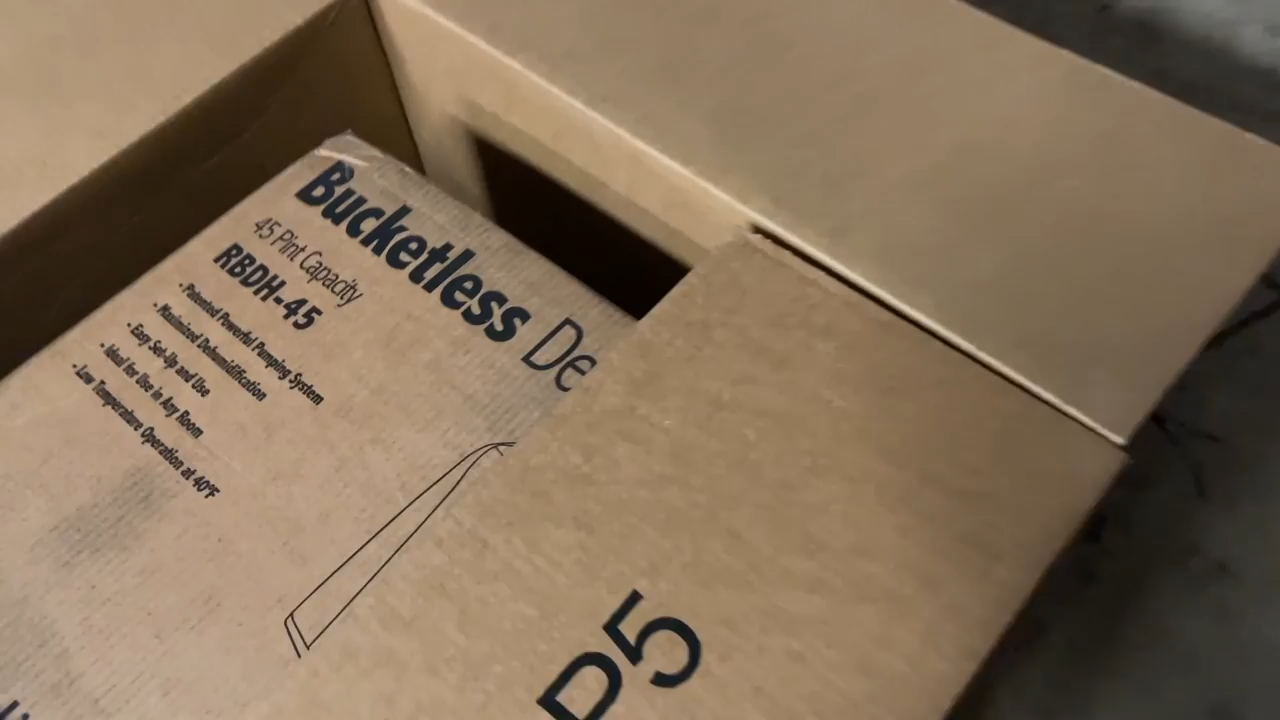 Bucketless De
45 Pint Capacity
RBDH-45
· Patented Powerful Pumping System
· Maximized Dehumidification
· Easy Set-Up and Use
· Ideal for Use in Any Room
· Low Temperature Operation at 40°F
P5